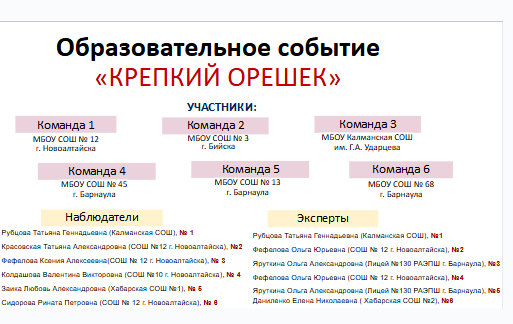 Образовательное событие
«КРЕПКИЙ ОРЕШЕК»
УЧАСТНИКИ:
Команда 1
МБОУ СОШ № 12
г. Новоалтайска
Команда 2
МБОУ СОШ № 3
г. Бийска
Команда 3
МБОУ Калманская СОШ
им. Г.А. Ударцева
Команда 4
МБОУ СОШ № 45
г. Барнаула
Команда 5
МБОУ СОШ № 13
г. Барнаула
Команда 6
МБОУ СОШ № 68
г. Барнаула
Наблюдатели
Рубцова Татьяна Геннадьевна (Калманская СОШ), № 1
Красовская Татьяна Александровна (СОШ №12 г. Новоалтайска), №2
Фефелова Ксения Алексеевна(СОШ № 12 г. Новоалтайска), № 3
Колдашова Валентина Викторовна (СОШ №10 г. Новоалтайска), № 4
Заика Любовь Александровна (Хабарская СОШ №1), № 5
Сидорова Рината Петровна (СОШ № 12 г. Новоалтайска), № 6
Эксперты
Рубцова Татьяна Геннадьевна (Калманская СОШ), №1
Фефелова Ольга Юрьевна (СОШ № 12 г. Новоалтайска), №2
Яруткина Ольга Александровна (Лицей №130 РАЭПШ г. Барнаула), №3
Фефелова Ольга Юрьевна (СОШ № 12 г. Новоалтайска), №4
Яруткина Ольга Александровна (Лицей №130 РАЭПШ г. Барнаула), №5
Даниленко Елена Николаевна ( Хабарская СОШ №2), №6